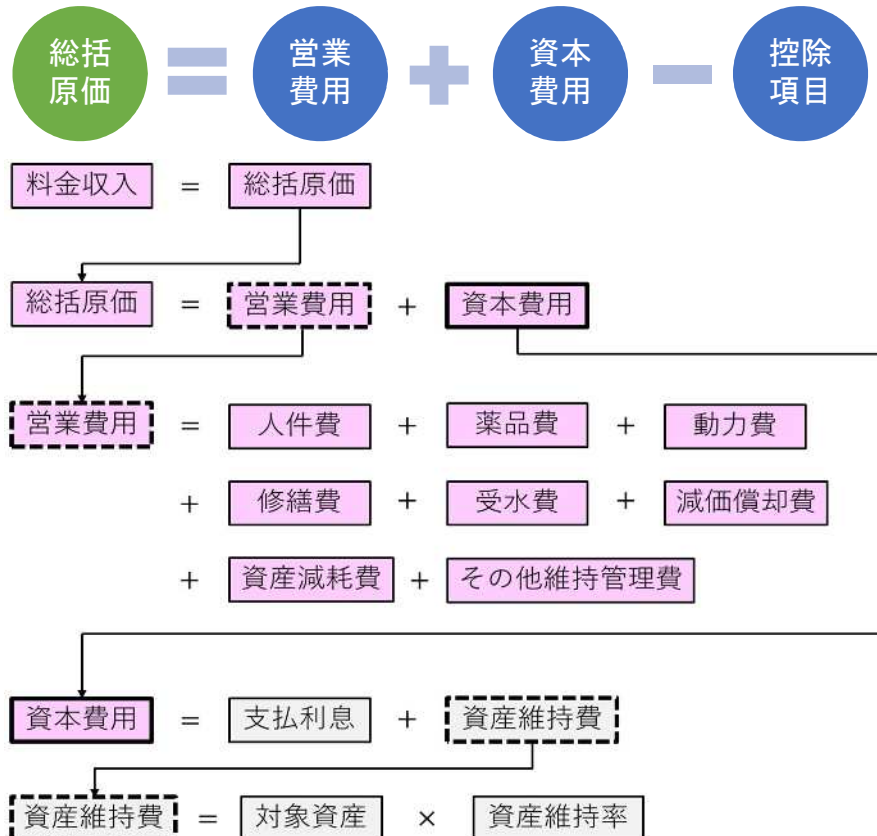 総括原価 = 営業費用 + 資本費用 − 控除項目
料金収入 = 総括原価
総括原価 = 営業費用 + 資本費用
営業費用 = 人件費 + 薬品費 + 動力費
+ 修繕費 + 受水費 + 減価償却費
+ 資産減耗費 + その他維持管理費
資本費用 = 支払利息 + 資産維持費
資産維持費 = 対象資産 × 資産維持率